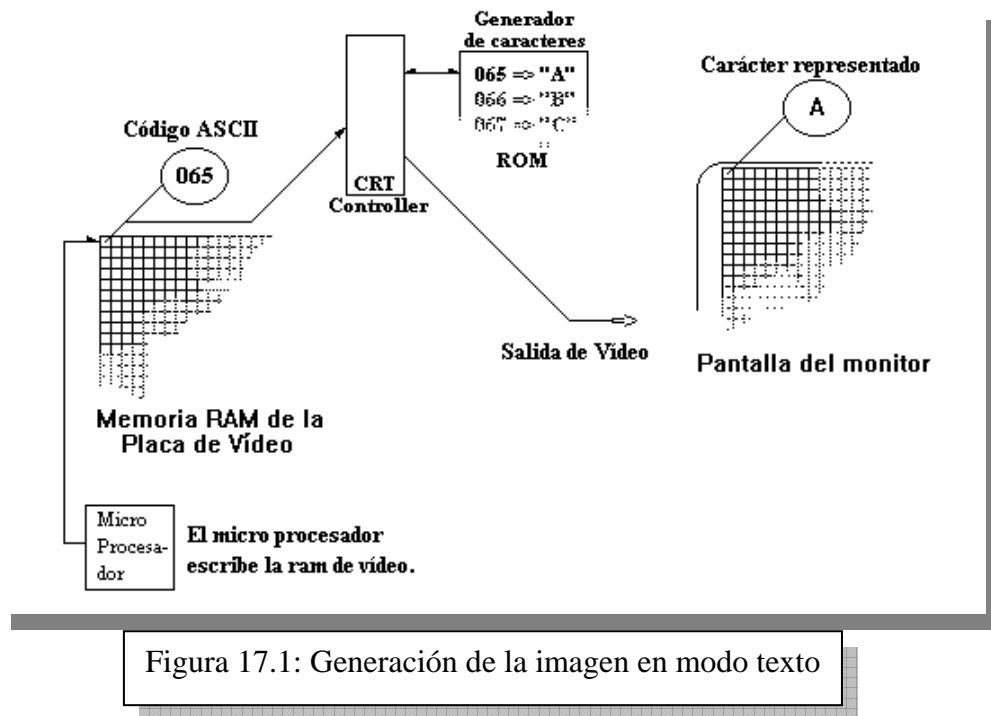 Generador
de caracteres
065 => "A"
066 => "B"
067 => "C"
ROM
Carácter representado
A
Código ASCII
065
CRT
Controller
Salida de Vídeo
Pantalla del monitor
Memoria RAM de la
Placa de Vídeo
Micro
Procesa-
dor
El micro procesador
escribe la ram de vídeo.
Figura 17.1: Generación de la imagen en modo texto